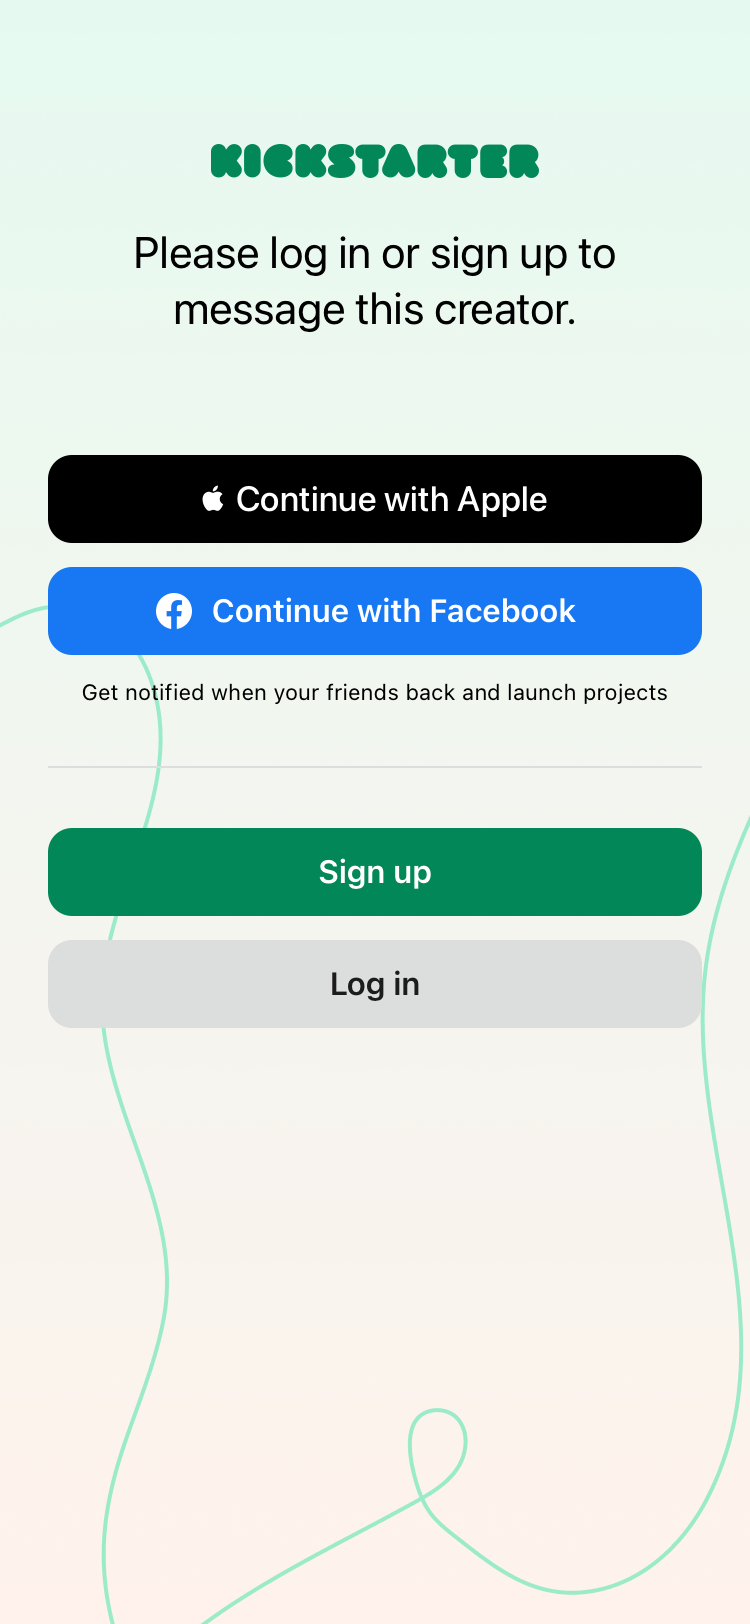 KICKSTARTER
Please log in or sign up to
message this creator.
Continue with Apple
Continue with Facebook
Get notified when your friends back and launch projects
Sign up
Log in